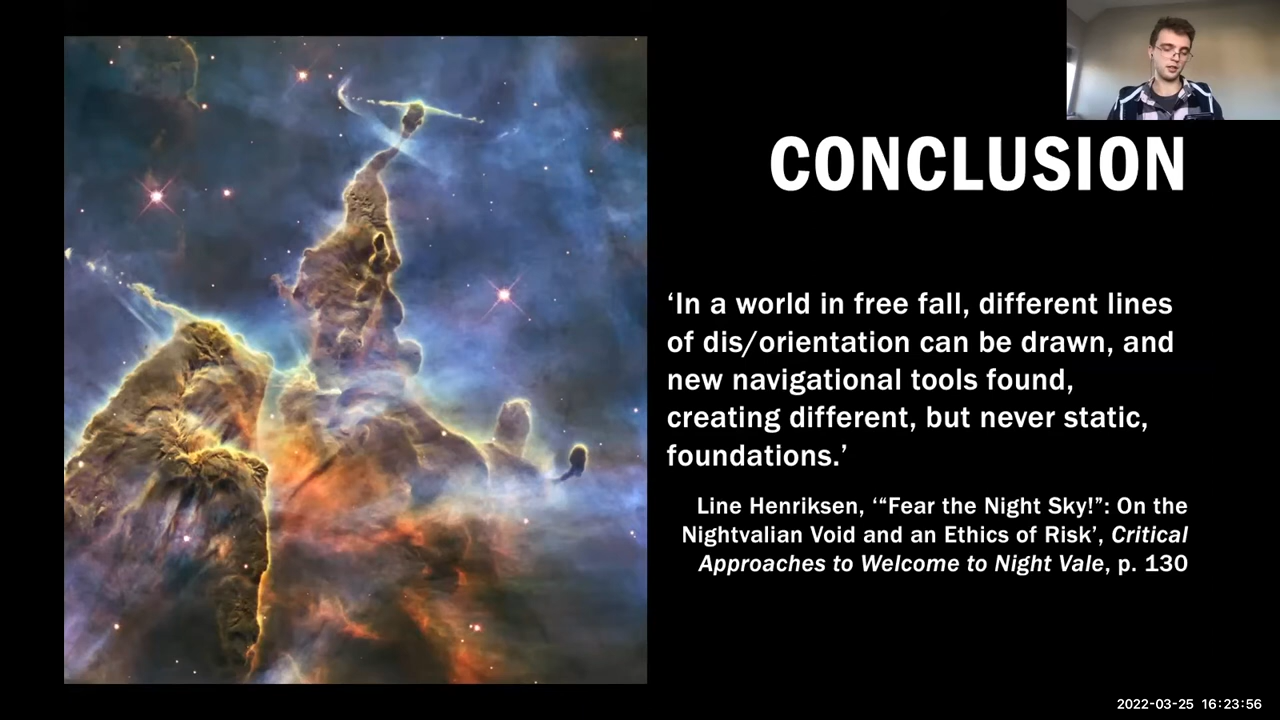 CONCLUSION
‘In a world in free fall, different lines
of dis/orientation can be drawn, and
new navigational tools found,
creating different, but never static,
foundations.’
Line Henriksen, ‘“Fear the Night Sky!”: On the
Nightvalian Void and an Ethics of Risk’, Critical
Approaches to Welcome to Night Vale, p. 130
2022-03-25 16:23:56